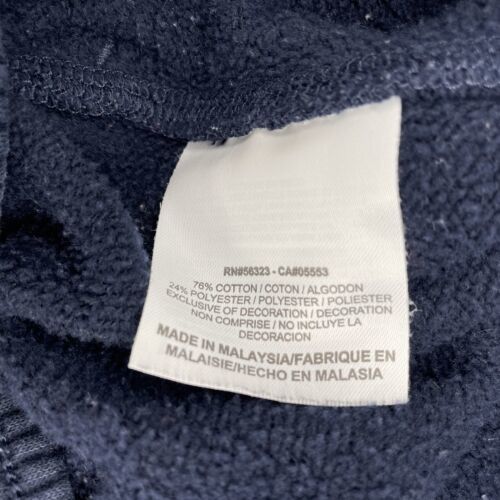 RN#56323 - CA#05553
76% COTTON / COTON / ALGODON
24% POLYESTER / POLYESTER / POLIESTER
EXCLUSIVE OF DECORATION / DECORATION
NON COMPRISE / NO INCLUYE LA
DECORACION
MADE IN MALAYSIA/FABRIQUE EN
MALAISIE/HECHO EN MALASIA